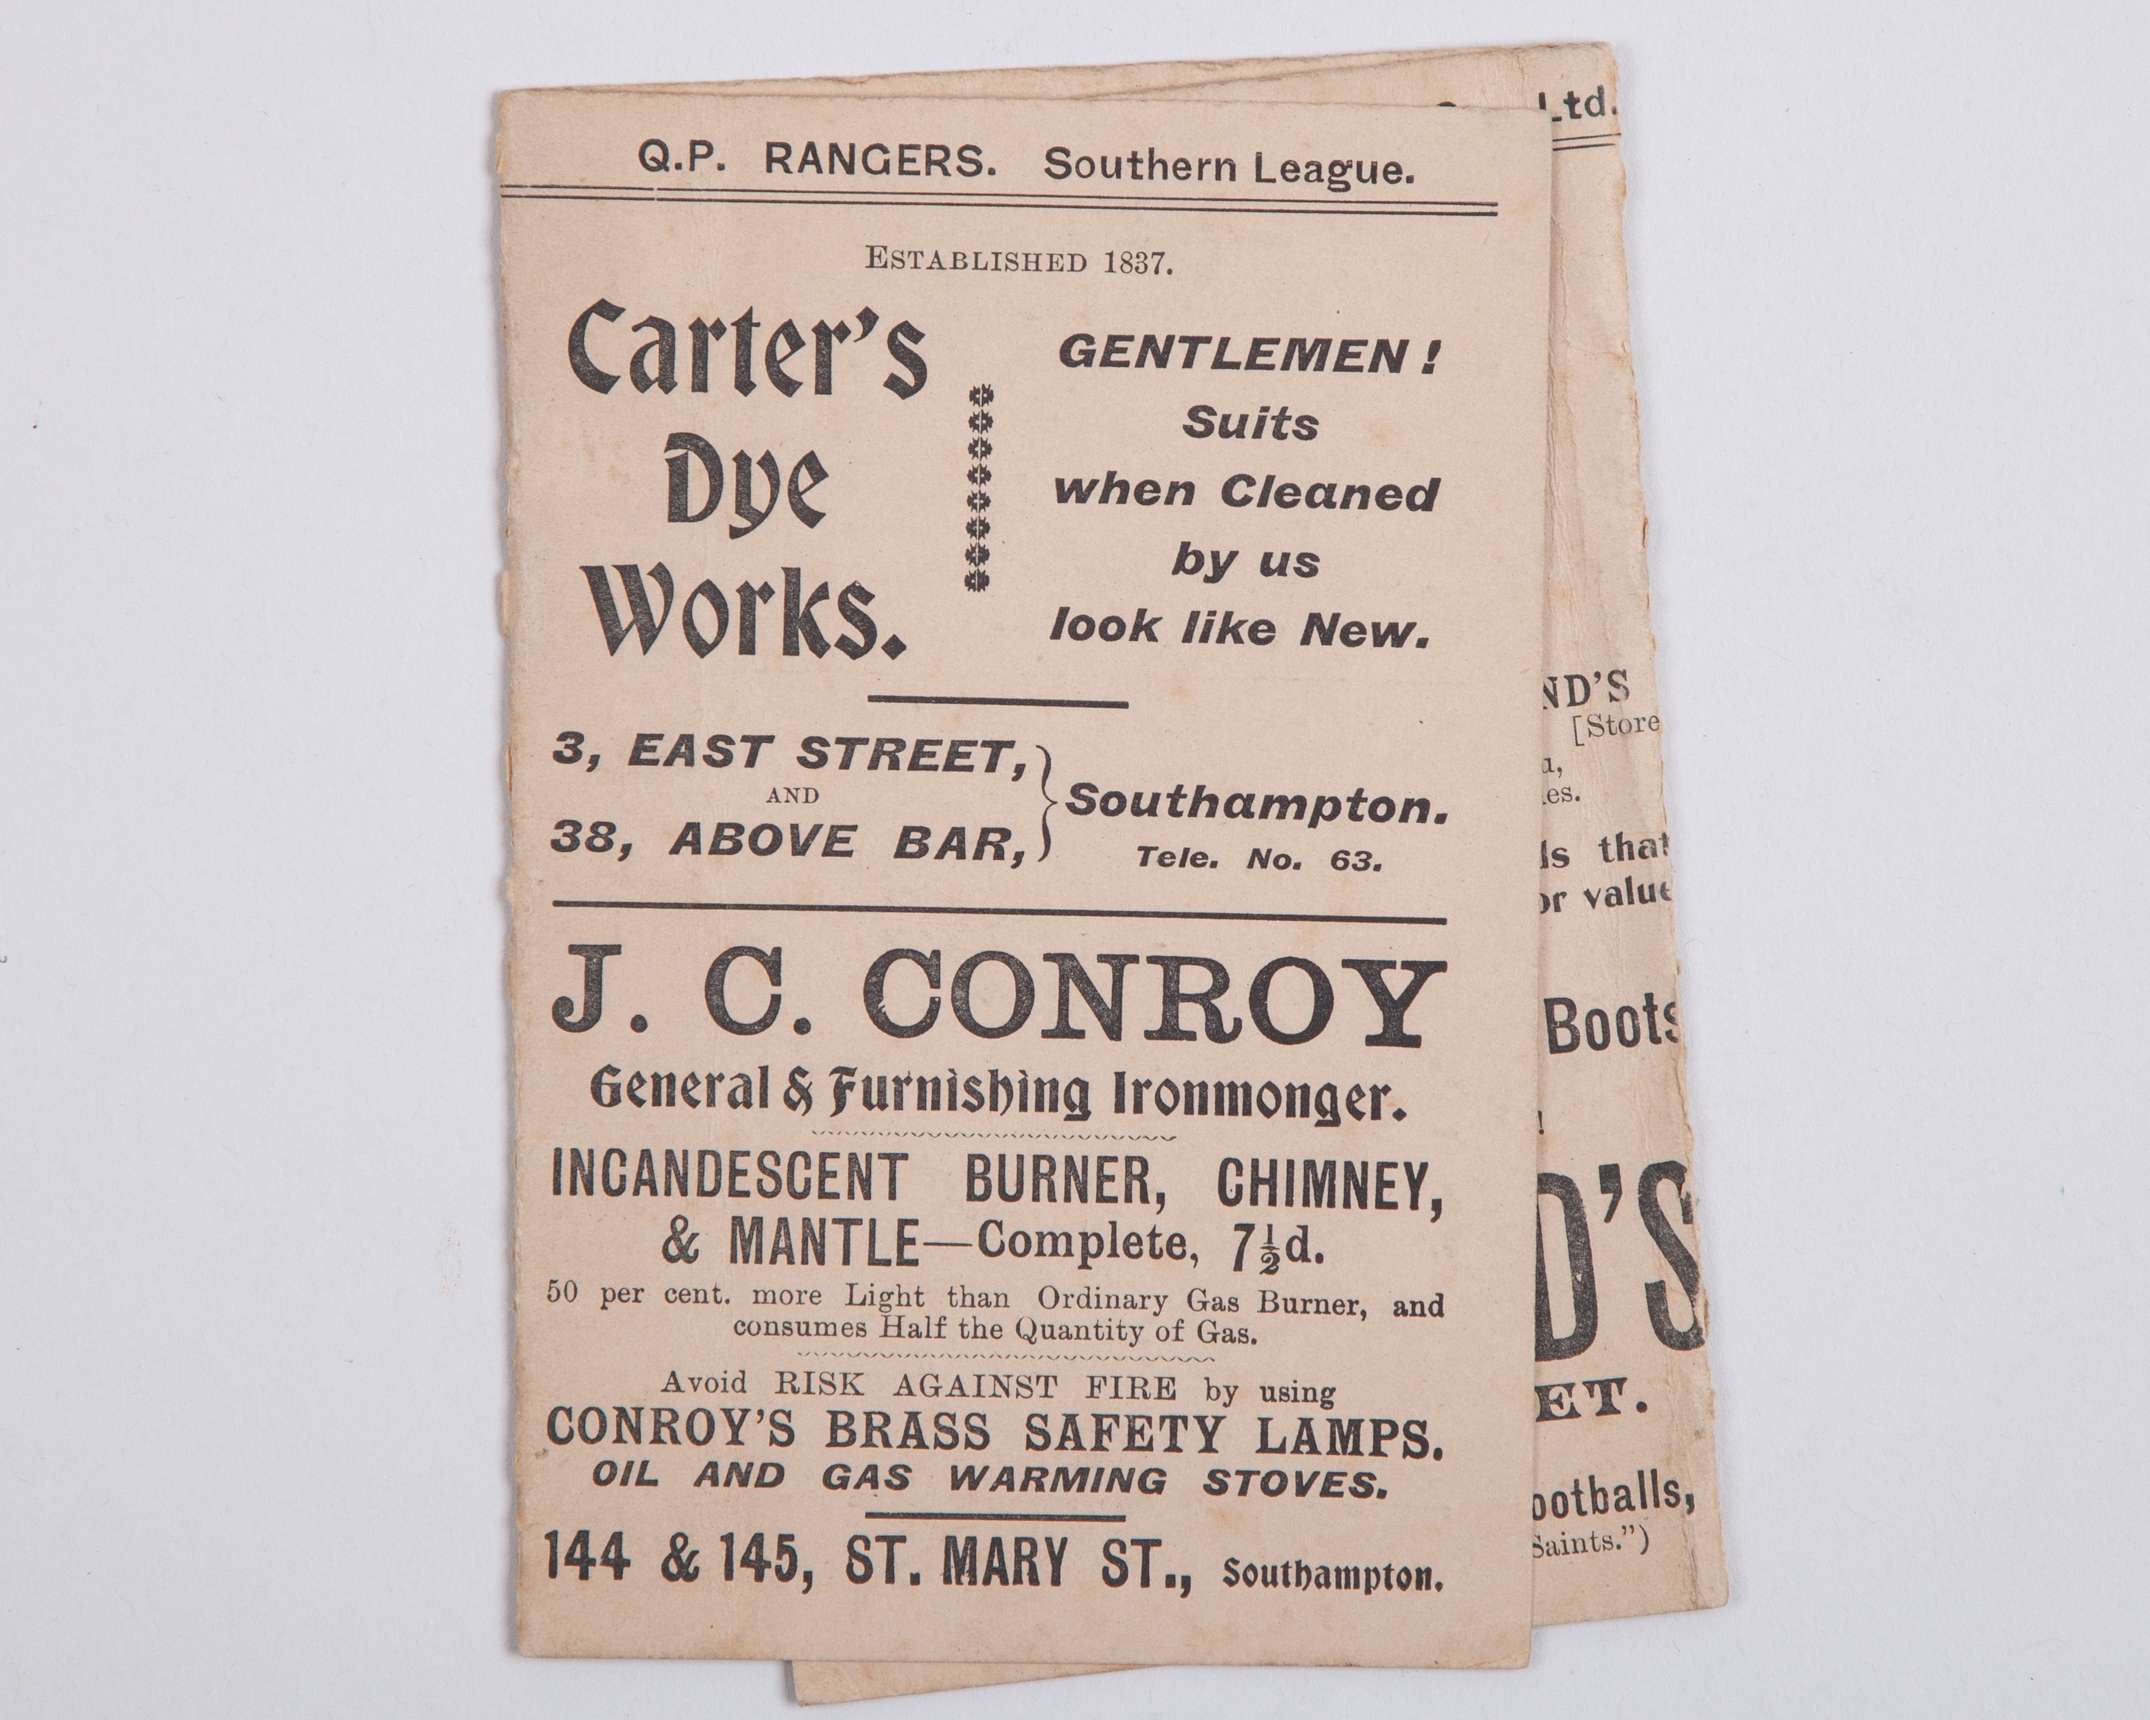 Q.P. RANGERS. Southern League.
ESTABLISHED 1837.
Carter's
Dye
Works.
GENTLEMEN!
Suits
when Cleaned
by us
look like New.
3, EAST STREET,
AND
38, ABOVE BAR,
Southampton.
Tele. No. 63.
J. C. CONROY
General & Furnishing Ironmonger.
INCANDESCENT BURNER, CHIMNEY,
& MANTLE—Complete, 7½d.
50 per cent. more Light than Ordinary Gas Burner, and
consumes Half the Quantity of Gas.
Avoid RISK AGAINST FIRE by using
CONROY'S BRASS SAFETY LAMPS.
OIL AND GAS WARMING STOVES.
144 & 145, ST. MARY ST., Southampton.
Ltd.
ND'S
[Store
es.
ls that
or value
Boots
!
D'S
ET.
ootballs,
Saints.")